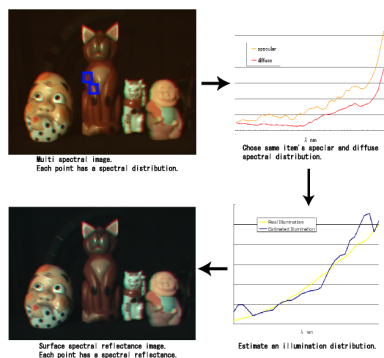 specular
diffuse
λ nm
Multi spectral image.
Each point has a spectral distribution.
Chose same item's speclar and diffuse
spectral distribution.
Real Illumination
Estimated Illumination
λ nm
Surface spectral reflectance image.
Each point has a spectral reflectance.
Estimate an illumination distribution.